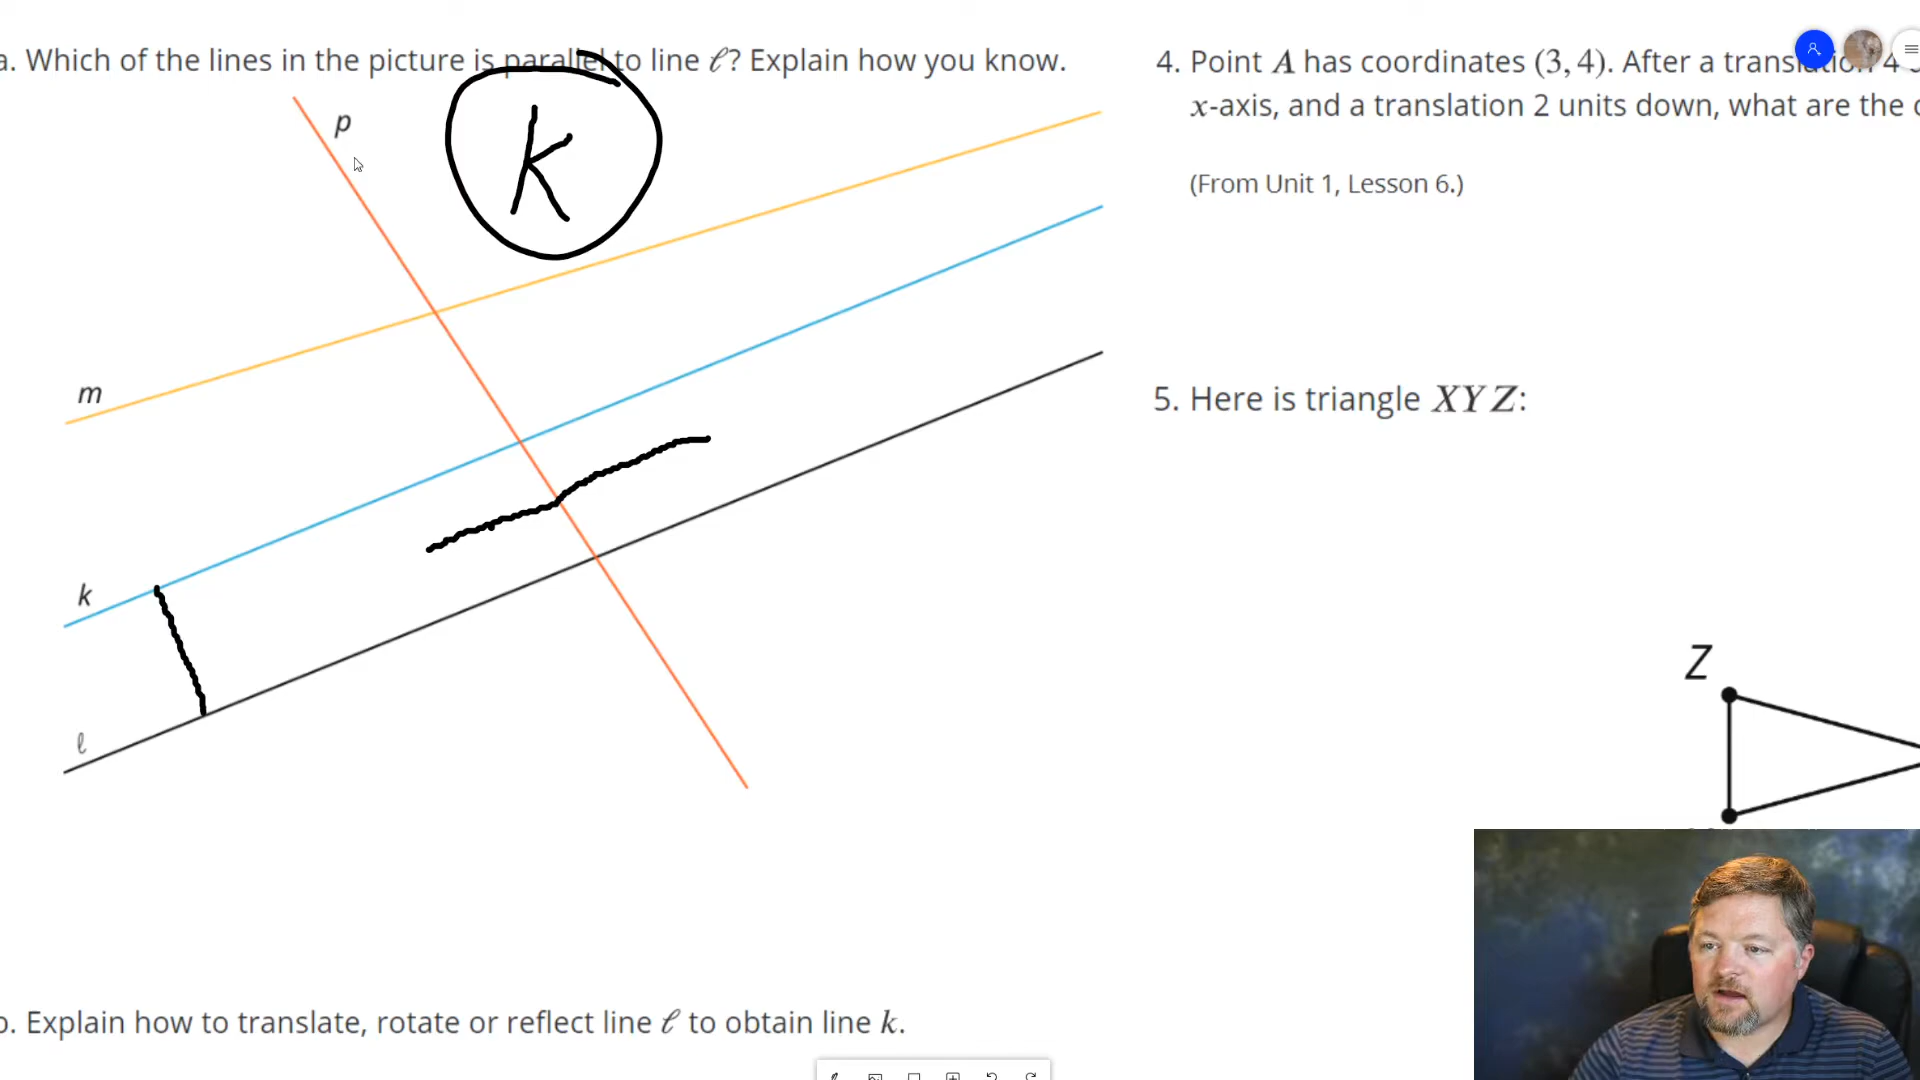 a. Which of the lines in the picture is parallel to line ℓ? Explain how you know.
p
K
m
k
ℓ
b. Explain how to translate, rotate or reflect line ℓ to obtain line k.
4. Point A has coordinates (3, 4). After a translation 4
x-axis, and a translation 2 units down, what are the
(From Unit 1, Lesson 6.)
5. Here is triangle XYZ:
Z